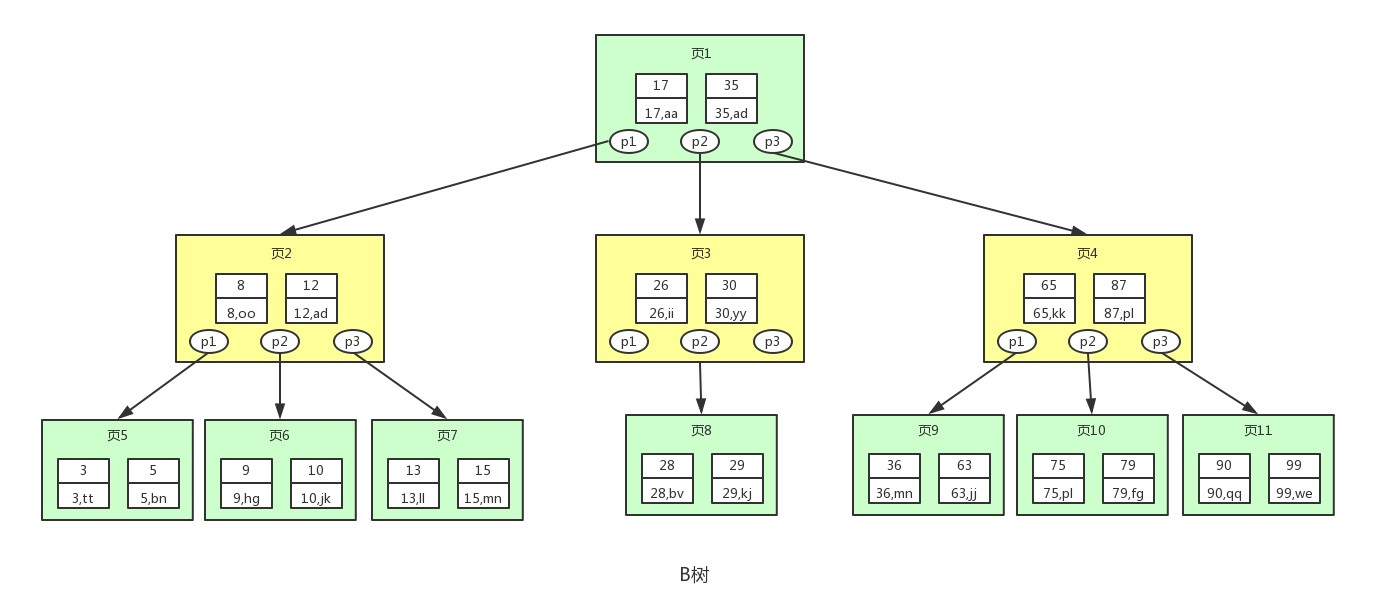 页1
17 35
17,aa 35,ad
p1 p2 p3
页2 页3 页4
8 12 26 30 65 87
8,oo 12,ad 26,ii 30,yy 65,kk 87,pl
p1 p2 p3 p1 p2 p3 p1 p2 p3
页5 页6 页7 页8 页9 页10 页11
3 5 9 10 13 15 28 29 36 63 75 79 90 99
3,tt 5,bn 9,hg 10,jk 13,ll 15,mn 28,bv 29,kj 36,mn 63,jj 75,pl 79,fg 90,qq 99,we
B树